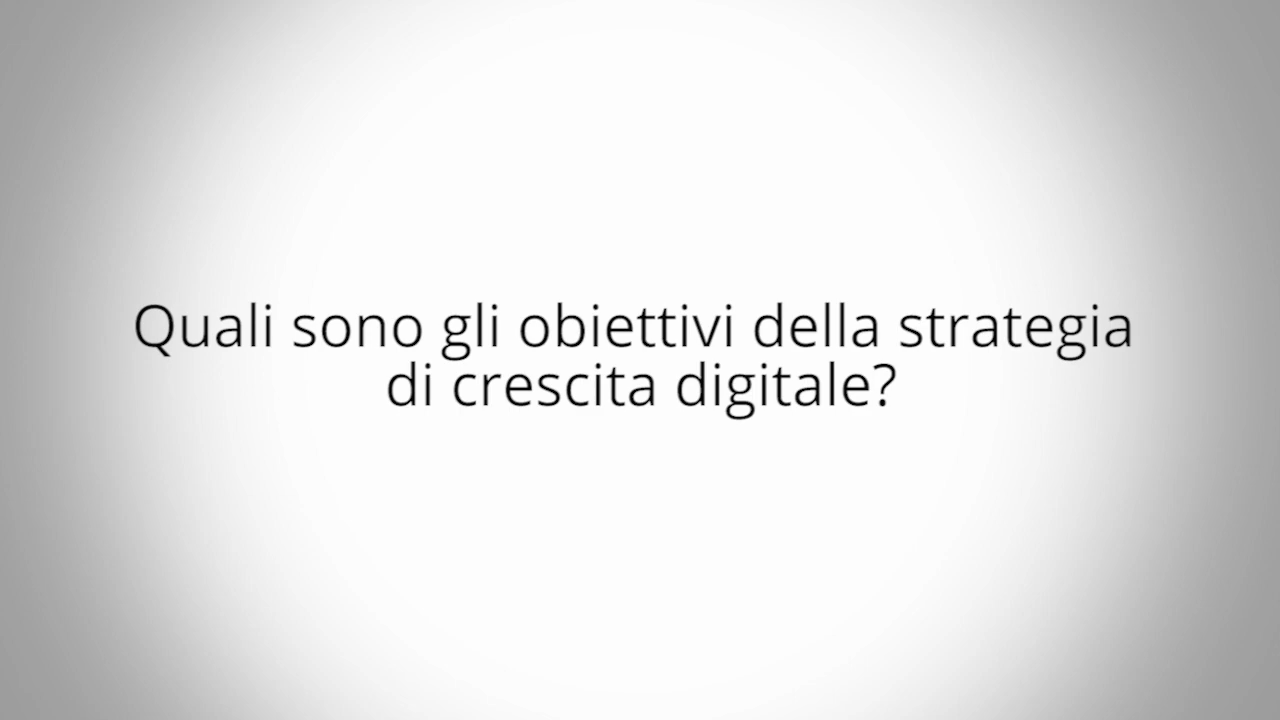 Quali sono gli obiettivi della strategia
di crescita digitale?